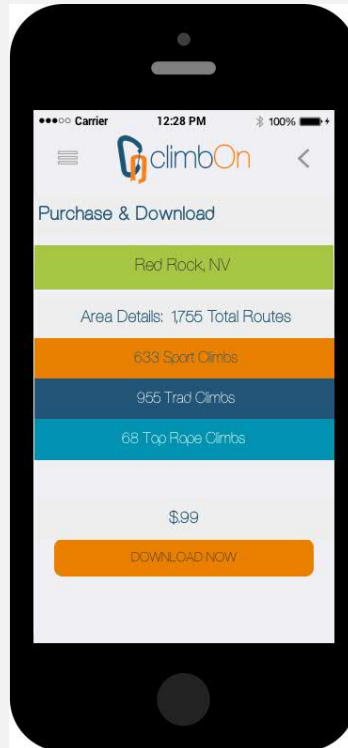 Carrier 12:28 PM 100%
climbOn
Purchase & Download
Red Rock, NV
Area Details: 1,755 Total Routes
633 Sport Climbs
955 Trad Climbs
68 Top Rope Climbs
$.99
DOWNLOAD NOW